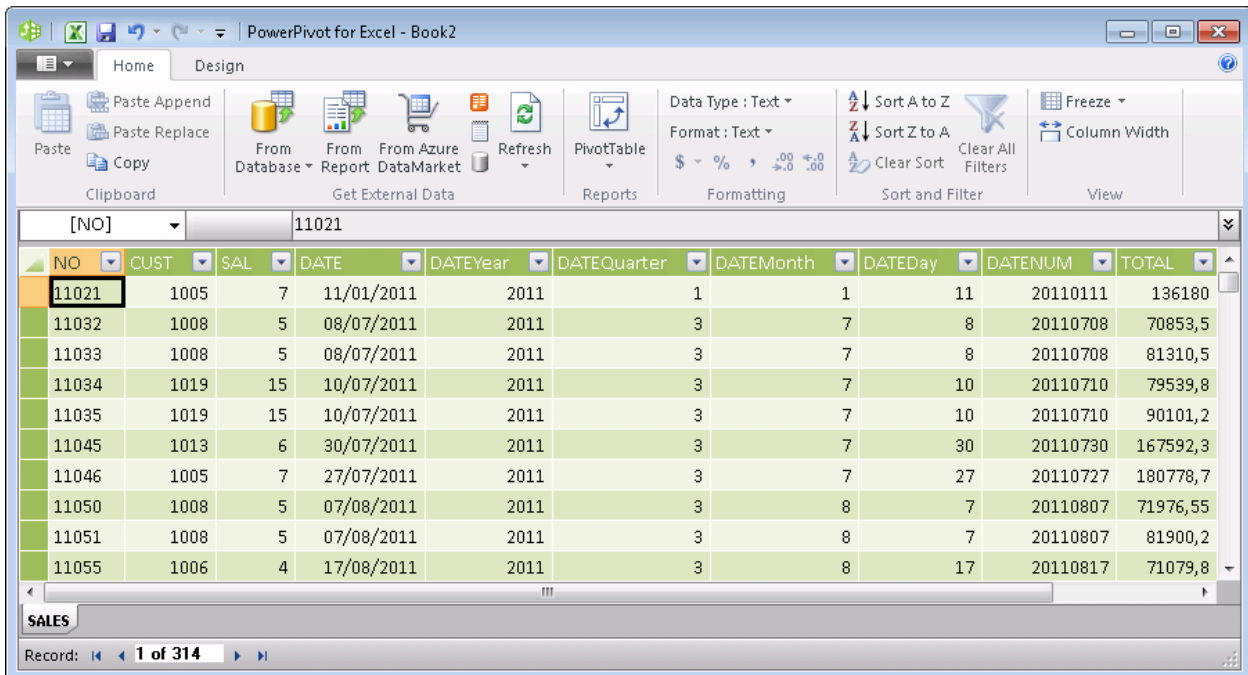 PowerPivot for Excel - Book2
Home Design
Paste Append
Paste Replace
Copy
Paste
Clipboard
From Database
From Report
From Azure DataMarket
Refresh
Get External Data
PivotTable
Reports
Data Type : Text
Format : Text
$ % , .00 .0 .0 .00
Formatting
Sort A to Z
Sort Z to A
Clear Sort
Clear All Filters
Sort and Filter
Freeze
Column Width
View
[NO] 11021
NO CUST SAL DATE DATEYear DATEQuarter DATEMonth DATEDay DATENUM TOTAL
11021 1005 7 11/01/2011 2011 1 1 11 20110111 136180
11032 1008 5 08/07/2011 2011 3 7 8 20110708 70853,5
11033 1008 5 08/07/2011 2011 3 7 8 20110708 81310,5
11034 1019 15 10/07/2011 2011 3 7 10 20110710 79539,8
11035 1019 15 10/07/2011 2011 3 7 10 20110710 90101,2
11045 1013 6 30/07/2011 2011 3 7 30 20110730 167592,3
11046 1005 7 27/07/2011 2011 3 7 27 20110727 180778,7
11050 1008 5 07/08/2011 2011 3 8 7 20110807 71976,55
11051 1008 5 07/08/2011 2011 3 8 7 20110807 81900,2
11055 1006 4 17/08/2011 2011 3 8 17 20110817 71079,8
SALES
Record: 1 of 314